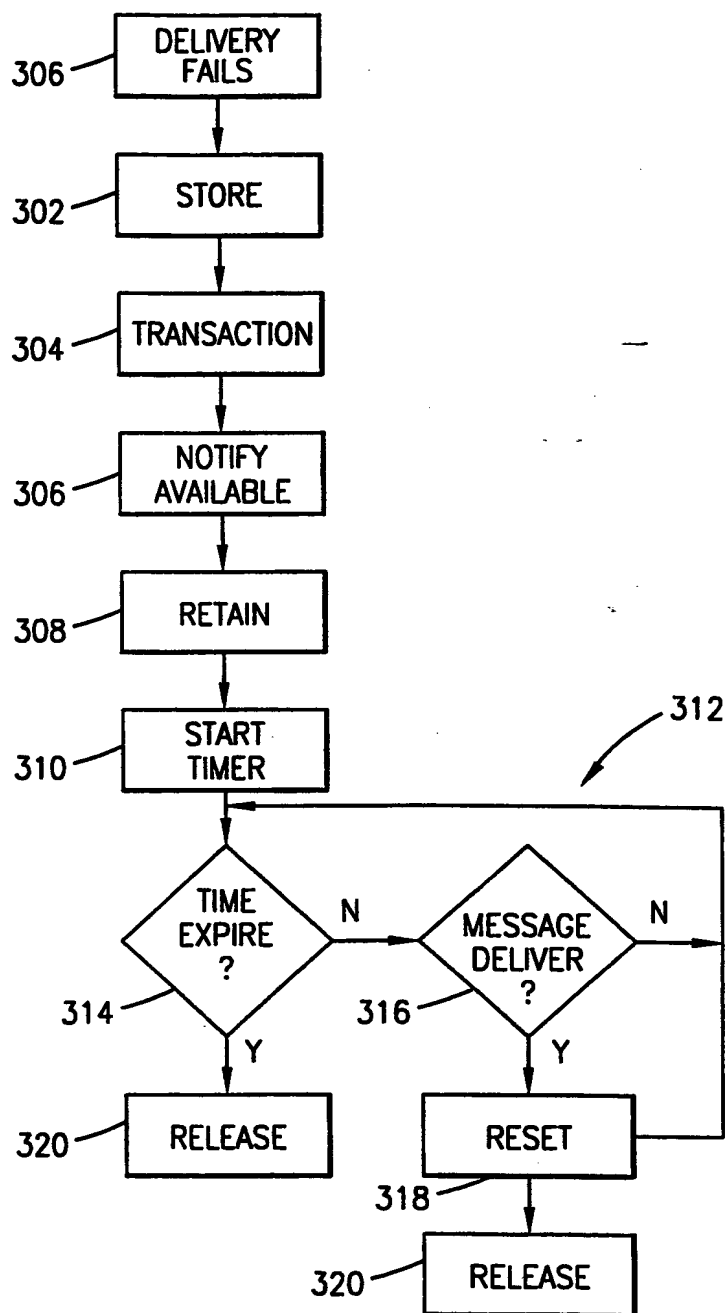 DELIVERY
FAILS
306
STORE
302
TRANSACTION
304
NOTIFY
AVAILABLE
306
RETAIN
308
START
TIMER
310
312
TIME
EXPIRE
?
N
314
Y
MESSAGE
DELIVER
?
N
316
Y
RELEASE
320
RESET
318
RELEASE
320